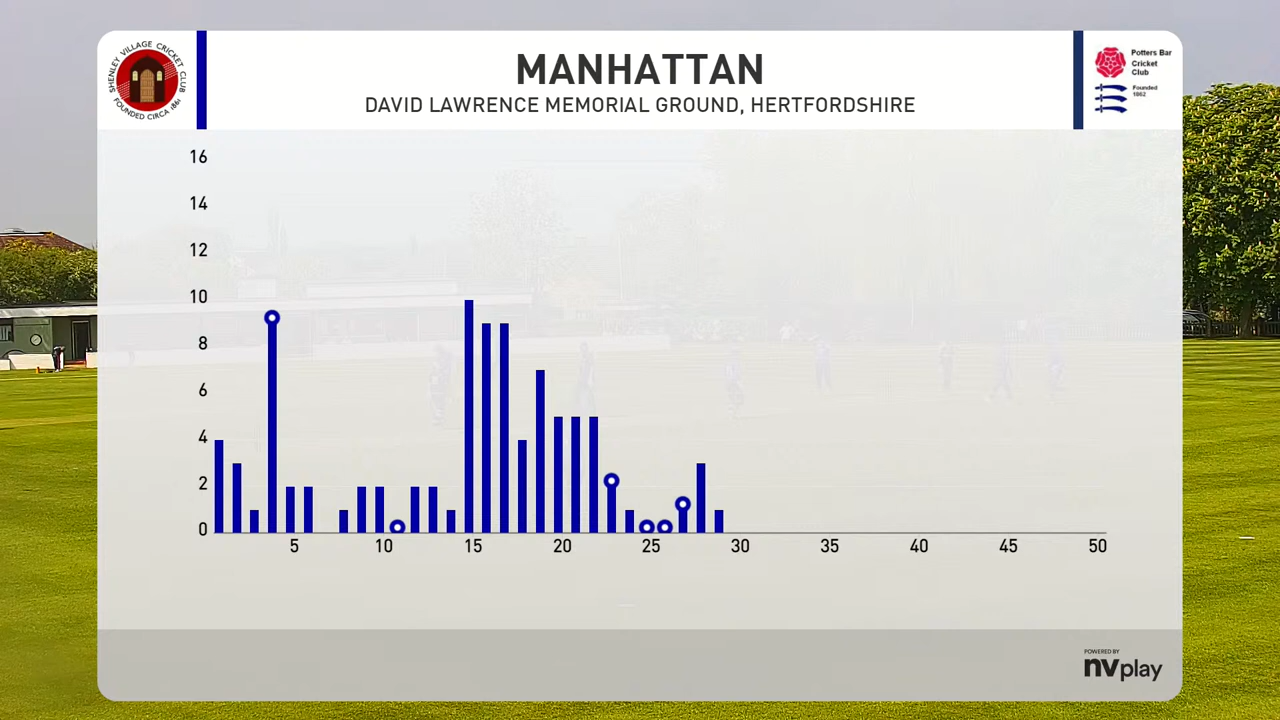 SHENLEY VILLAGE CRICKET CLUB
FOUNDED CIRCA 1861
MANHATTAN
DAVID LAWRENCE MEMORIAL GROUND, HERTFORDSHIRE
Potters Bar
Cricket
Club
Founded
1962
16
14
12
10
8
6
4
2
0
5 10 15 20 25 30 35 40 45 50
POWERED BY
nvplay